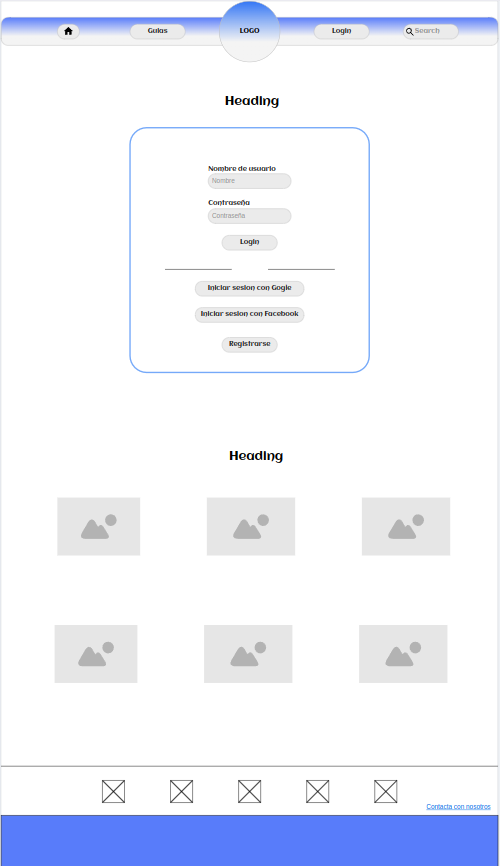 Guias
LOGO
Login
Search
Heading
Nombre de usuario
Nombre
Contraseña
Contraseña
Login
Iniciar sesion con Gogle
Iniciar sesion con Facebook
Registrarse
Heading
Contacta con nosotros